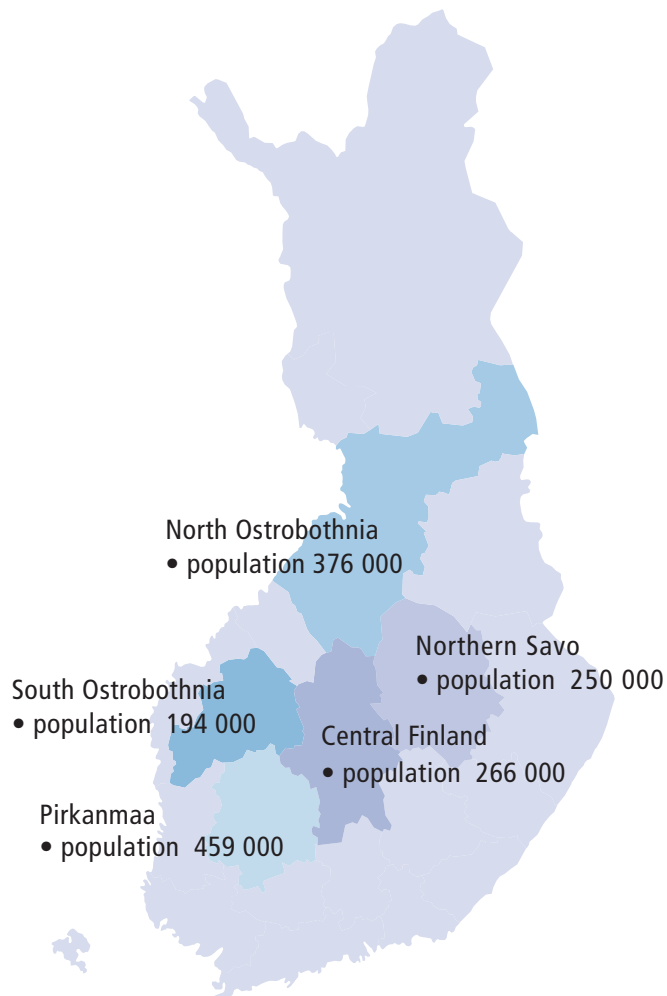 North Ostrobothnia
• population 376 000
Northern Savo
• population 250 000
South Ostrobothnia
• population 194 000
Central Finland
• population 266 000
Pirkanmaa
• population 459 000